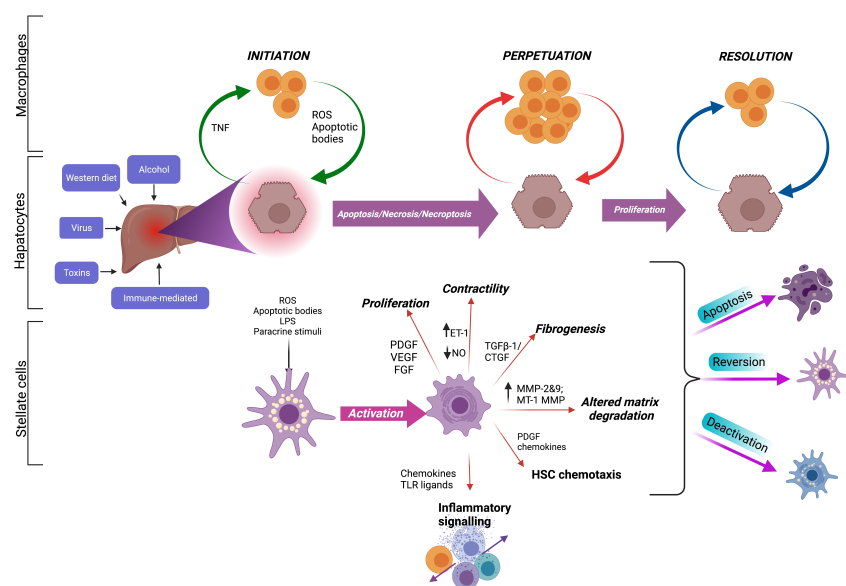 Macrophages
INITIATION
PERPETUATION
RESOLUTION
TNF
ROS
Apoptotic
bodies
Hapatocytes
Western diet
Alcohol
Virus
Toxins
Immune-mediated
Apoptosis/Necrosis/Necroptosis
Proliferation
Stellate cells
ROS
Apoptotic bodies
LPS
Paracrine stimuli
Activation
Proliferation
PDGF
VEGF
FGF
Contractility
ET-1
NO
Fibrogenesis
TGFβ-1/
CTGF
MMP-2&9;
MT-1 MMP
Altered matrix
degradation
PDGF
chemokines
HSC chemotaxis
Chemokines
TLR ligands
Inflammatory
signalling
Apoptosis
Reversion
Deactivation